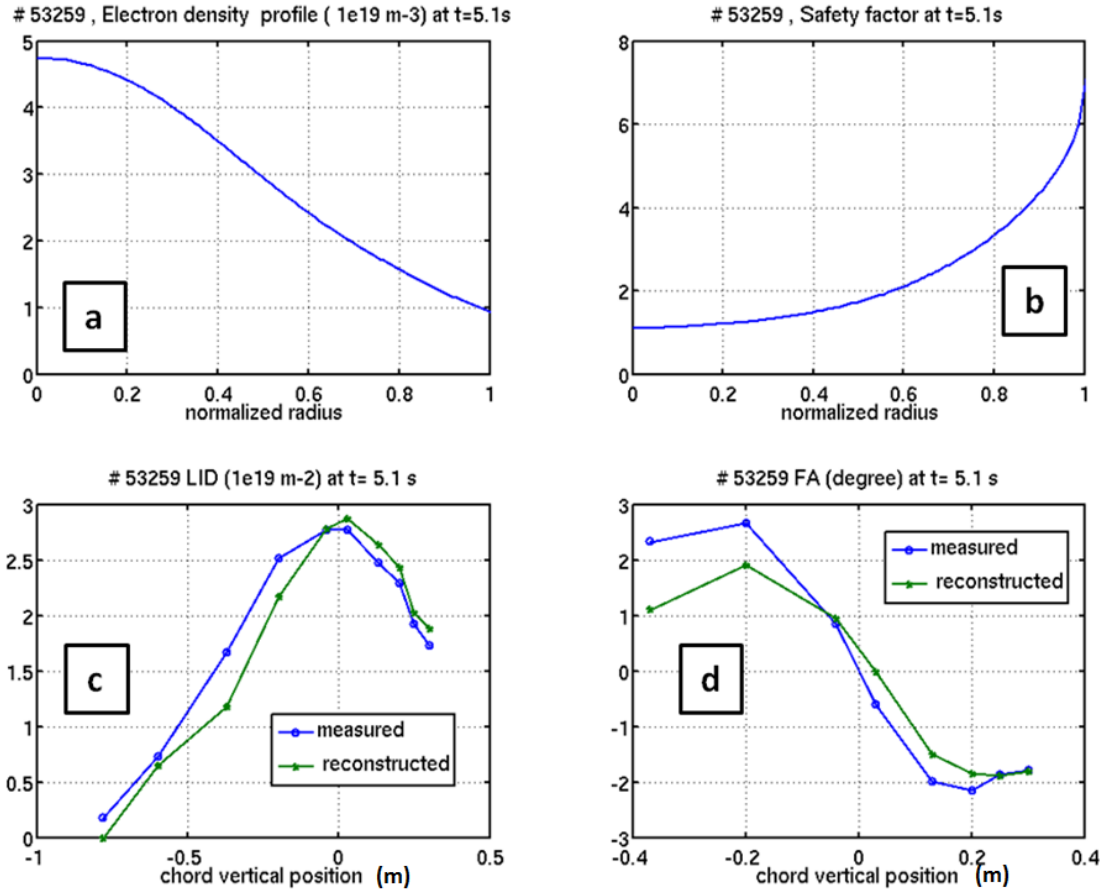 # 53259 , Electron density profile ( 1e19 m-3) at t=5.1s
5
4
3
2
1
0
0 0.2 0.4 0.6 0.8 1
normalized radius
a
# 53259 , Safety factor at t=5.1s
8
6
4
2
0
0 0.2 0.4 0.6 0.8 1
normalized radius
b
# 53259 LID (1e19 m-2) at t= 5.1 s
3
2.5
2
1.5
1
0.5
0
-1 -0.5 0 0.5
chord vertical position (m)
c
measured
reconstructed
# 53259 FA (degree) at t= 5.1 s
3
2
1
0
-1
-2
-3
-0.4 -0.2 0 0.2 0.4
chord vertical position (m)
d
measured
reconstructed